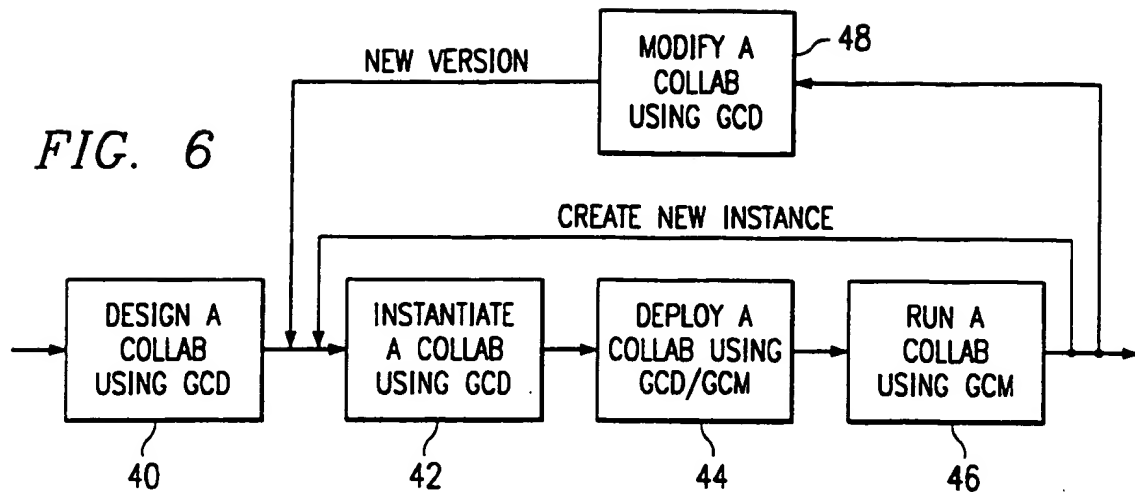 FIG. 6
NEW VERSION
MODIFY A
COLLAB
USING GCD
48
CREATE NEW INSTANCE
DESIGN A
COLLAB
USING GCD
40
INSTANTIATE
A COLLAB
USING GCD
42
DEPLOY A
COLLAB USING
GCD/GCM
44
RUN A
COLLAB
USING GCM
46